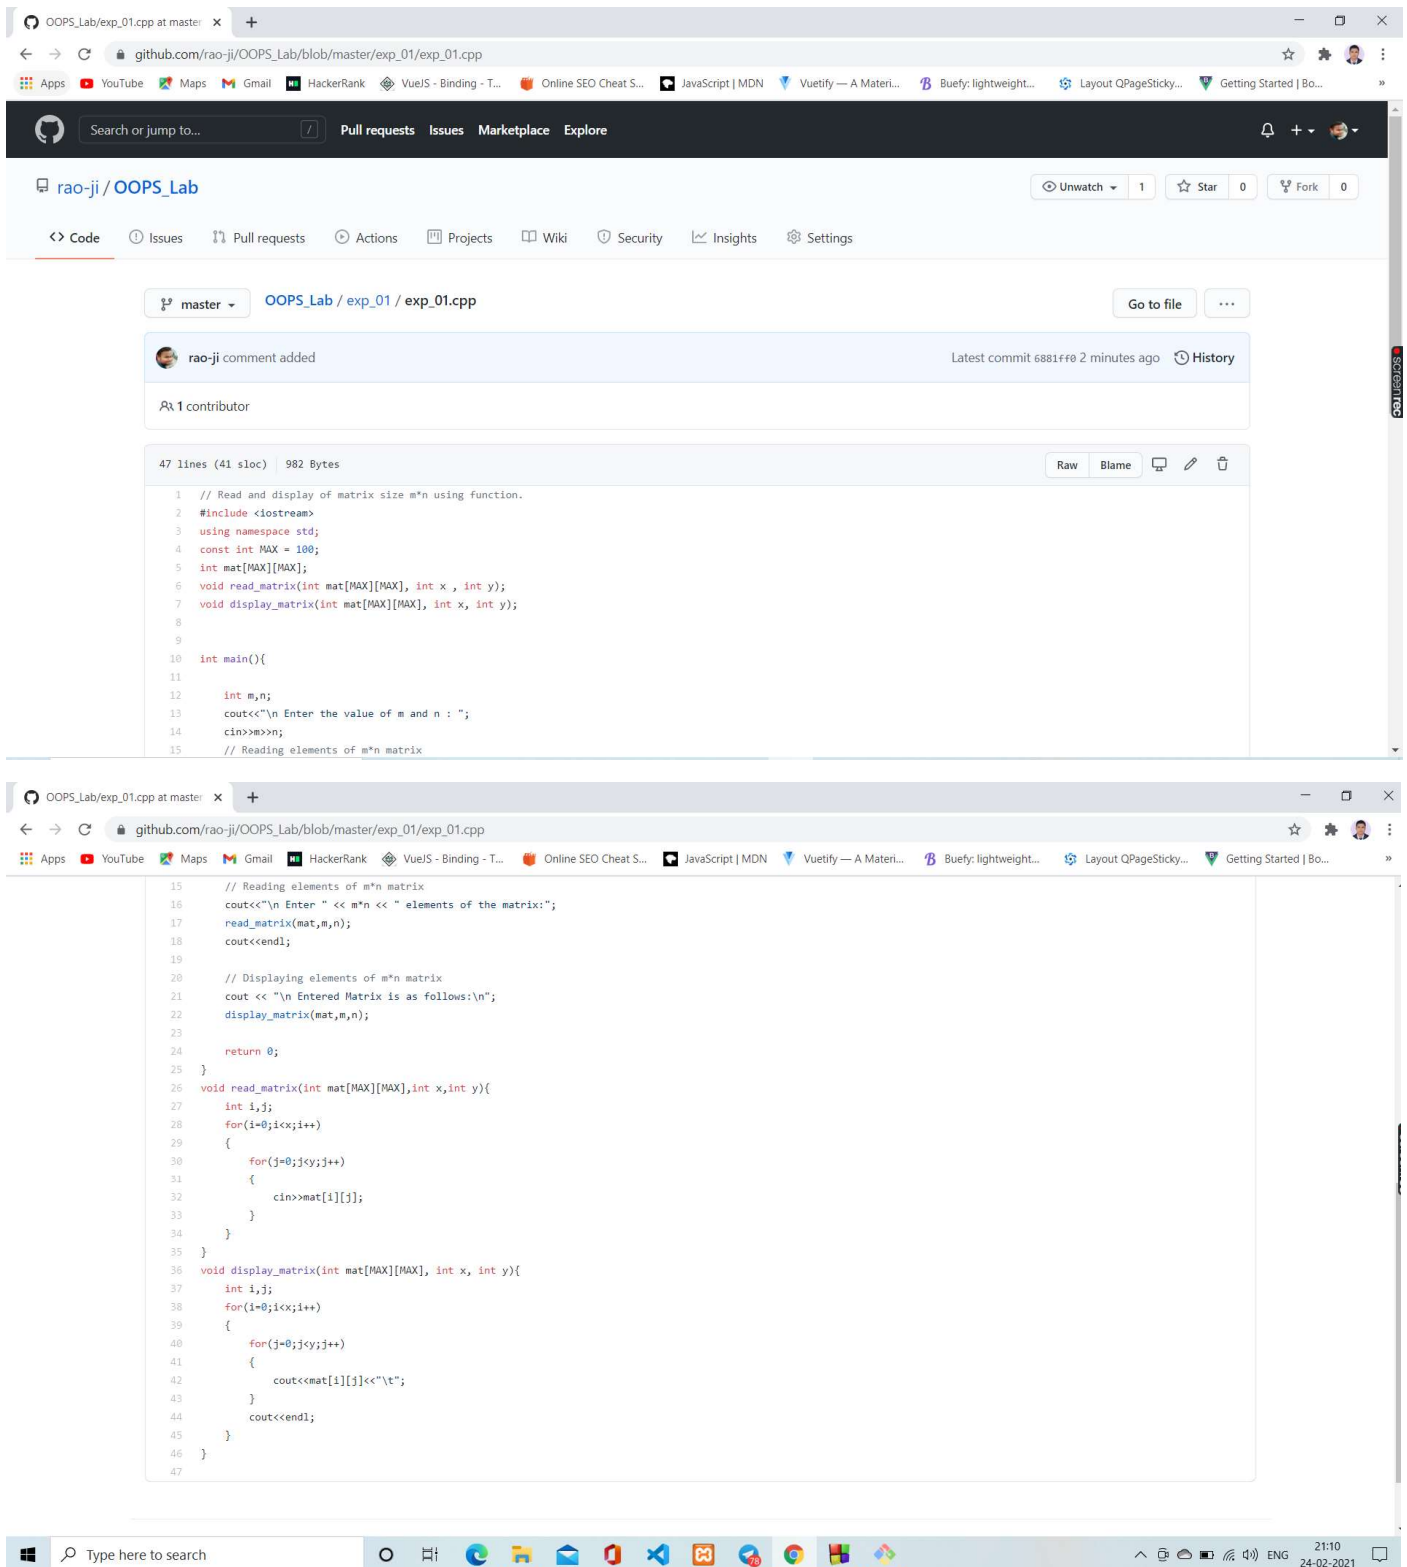 OOPS_Lab/exp_01.cpp at master
github.com/rao-ji/OOPS_Lab/blob/master/exp_01/exp_01.cpp
Apps YouTube Maps Gmail HackerRank VueJS - Binding - T... Online SEO Cheat S... JavaScript | MDN Vuetify — A Materi... Buefy: lightweight... Layout QPageSticky... Getting Started | Bo... »
Search or jump to... / Pull requests Issues Marketplace Explore
rao-ji / OOPS_Lab Unwatch 1 Star 0 Fork 0
<> Code Issues Pull requests Actions Projects Wiki Security Insights Settings
master OOPS_Lab / exp_01 / exp_01.cpp Go to file ...
rao-ji comment added Latest commit 6881ff0 2 minutes ago History
screenrec
1 contributor
47 lines (41 sloc) 982 Bytes Raw Blame
1 // Read and display of matrix size m*n using function.
2 #include <iostream>
3 using namespace std;
4 const int MAX = 100;
5 int mat[MAX][MAX];
6 void read_matrix(int mat[MAX][MAX], int x , int y);
7 void display_matrix(int mat[MAX][MAX], int x, int y);
8
9
10 int main(){
11
12 int m,n;
13 cout<<"\n Enter the value of m and n : ";
14 cin>>m>>n;
15 // Reading elements of m*n matrix
OOPS_Lab/exp_01.cpp at master
github.com/rao-ji/OOPS_Lab/blob/master/exp_01/exp_01.cpp
Apps YouTube Maps Gmail HackerRank VueJS - Binding - T... Online SEO Cheat S... JavaScript | MDN Vuetify — A Materi... Buefy: lightweight... Layout QPageSticky... Getting Started | Bo... »
15 // Reading elements of m*n matrix
16 cout<<"\n Enter " << m*n << " elements of the matrix:";
17 read_matrix(mat,m,n);
18 cout<<endl;
19
20 // Displaying elements of m*n matrix
21 cout << "\n Entered Matrix is as follows:\n";
22 display_matrix(mat,m,n);
23
24 return 0;
25 }
26 void read_matrix(int mat[MAX][MAX],int x,int y){
27 int i,j;
28 for(i=0;i<x;i++)
29 {
30 for(j=0;j<y;j++)
31 {
32 cin>>mat[i][j];
33 }
34 }
35 }
36 void display_matrix(int mat[MAX][MAX], int x, int y){
37 int i,j;
38 for(i=0;i<x;i++)
39 {
40 for(j=0;j<y;j++)
41 {
42 cout<<mat[i][j]<<"\t";
43 }
44 cout<<endl;
45 }
46 }
47
Type here to search 78 ENG 21:10
24-02-2021